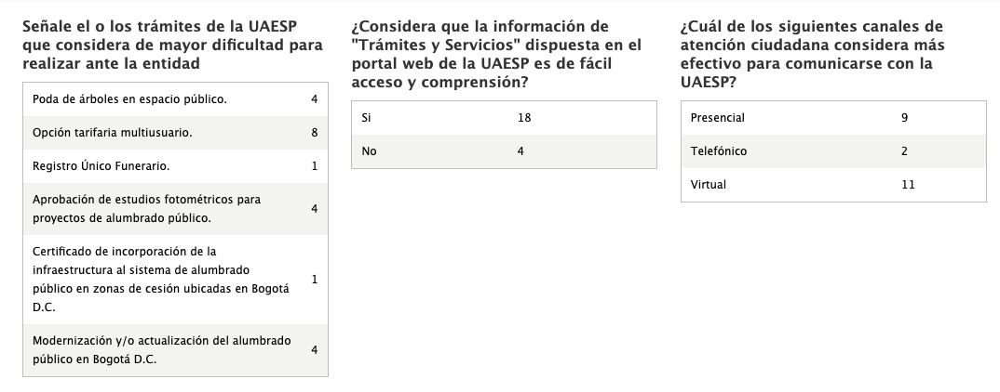 Señale el o los trámites de la UAESP
que considera de mayor dificultad para
realizar ante la entidad
Poda de árboles en espacio público. 4
Opción tarifaria multiusuario. 8
Registro Único Funerario. 1
Aprobación de estudios fotométricos para
proyectos de alumbrado público. 4
Certificado de incorporación de la
infraestructura al sistema de alumbrado
público en zonas de cesión ubicadas en Bogotá
D.C. 1
Modernización y/o actualización del alumbrado
público en Bogotá D.C. 4
¿Considera que la información de
"Trámites y Servicios" dispuesta en el
portal web de la UAESP es de fácil
acceso y comprensión?
Si 18
No 4
¿Cuál de los siguientes canales de
atención ciudadana considera más
efectivo para comunicarse con la
UAESP?
Presencial 9
Telefónico 2
Virtual 11